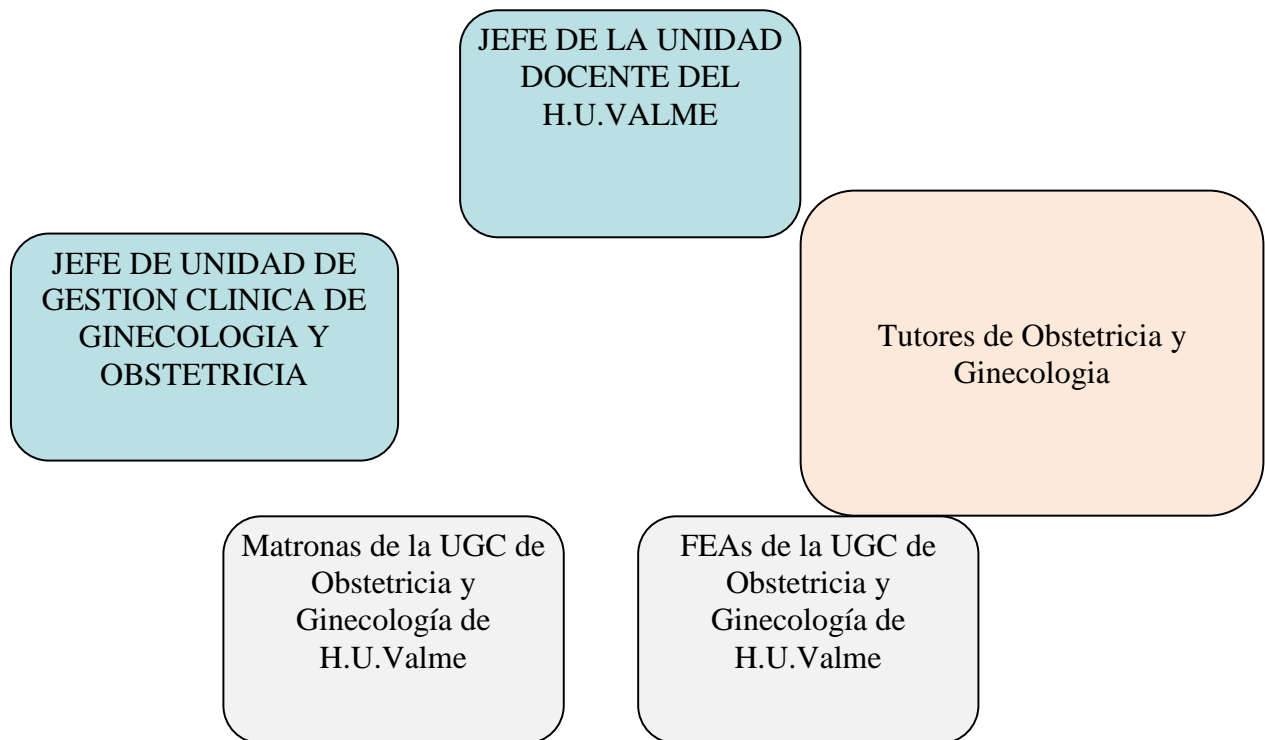 JEFE DE LA UNIDAD
DOCENTE DEL
H.U.VALME
JEFE DE UNIDAD DE
GESTION CLINICA DE
GINECOLOGIA Y
OBSTETRICIA
Tutores de Obstetricia y
Ginecologia
Matronas de la UGC de
Obstetricia y
Ginecología de
H.U.Valme
FEAs de la UGC de
Obstetricia y
Ginecología de
H.U.Valme